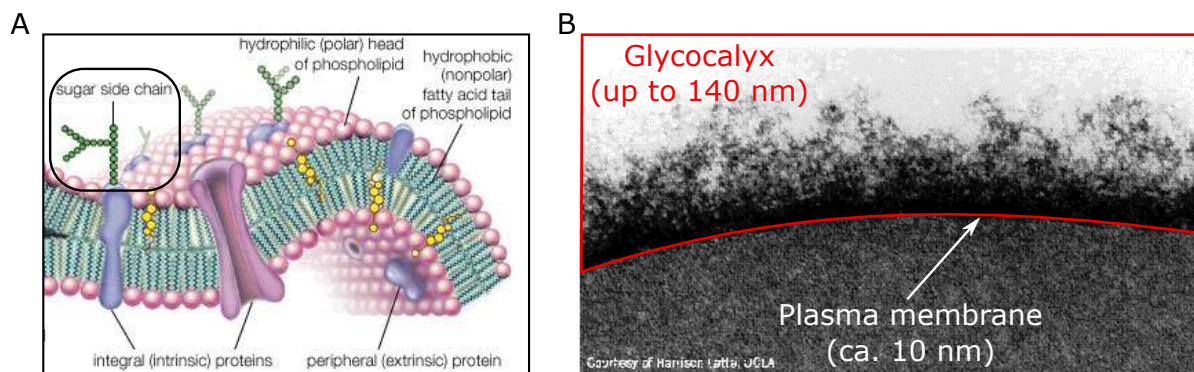 A
hydrophilic (polar) head
of phospholipid
hydrophobic
(nonpolar)
fatty acid tail
of phospholipid
sugar side chain
integral (intrinsic) proteins
peripheral (extrinsic) protein
B
Glycocalyx
(up to 140 nm)
Plasma membrane
(ca. 10 nm)
Courtesy of Harrison Latta, UCLA